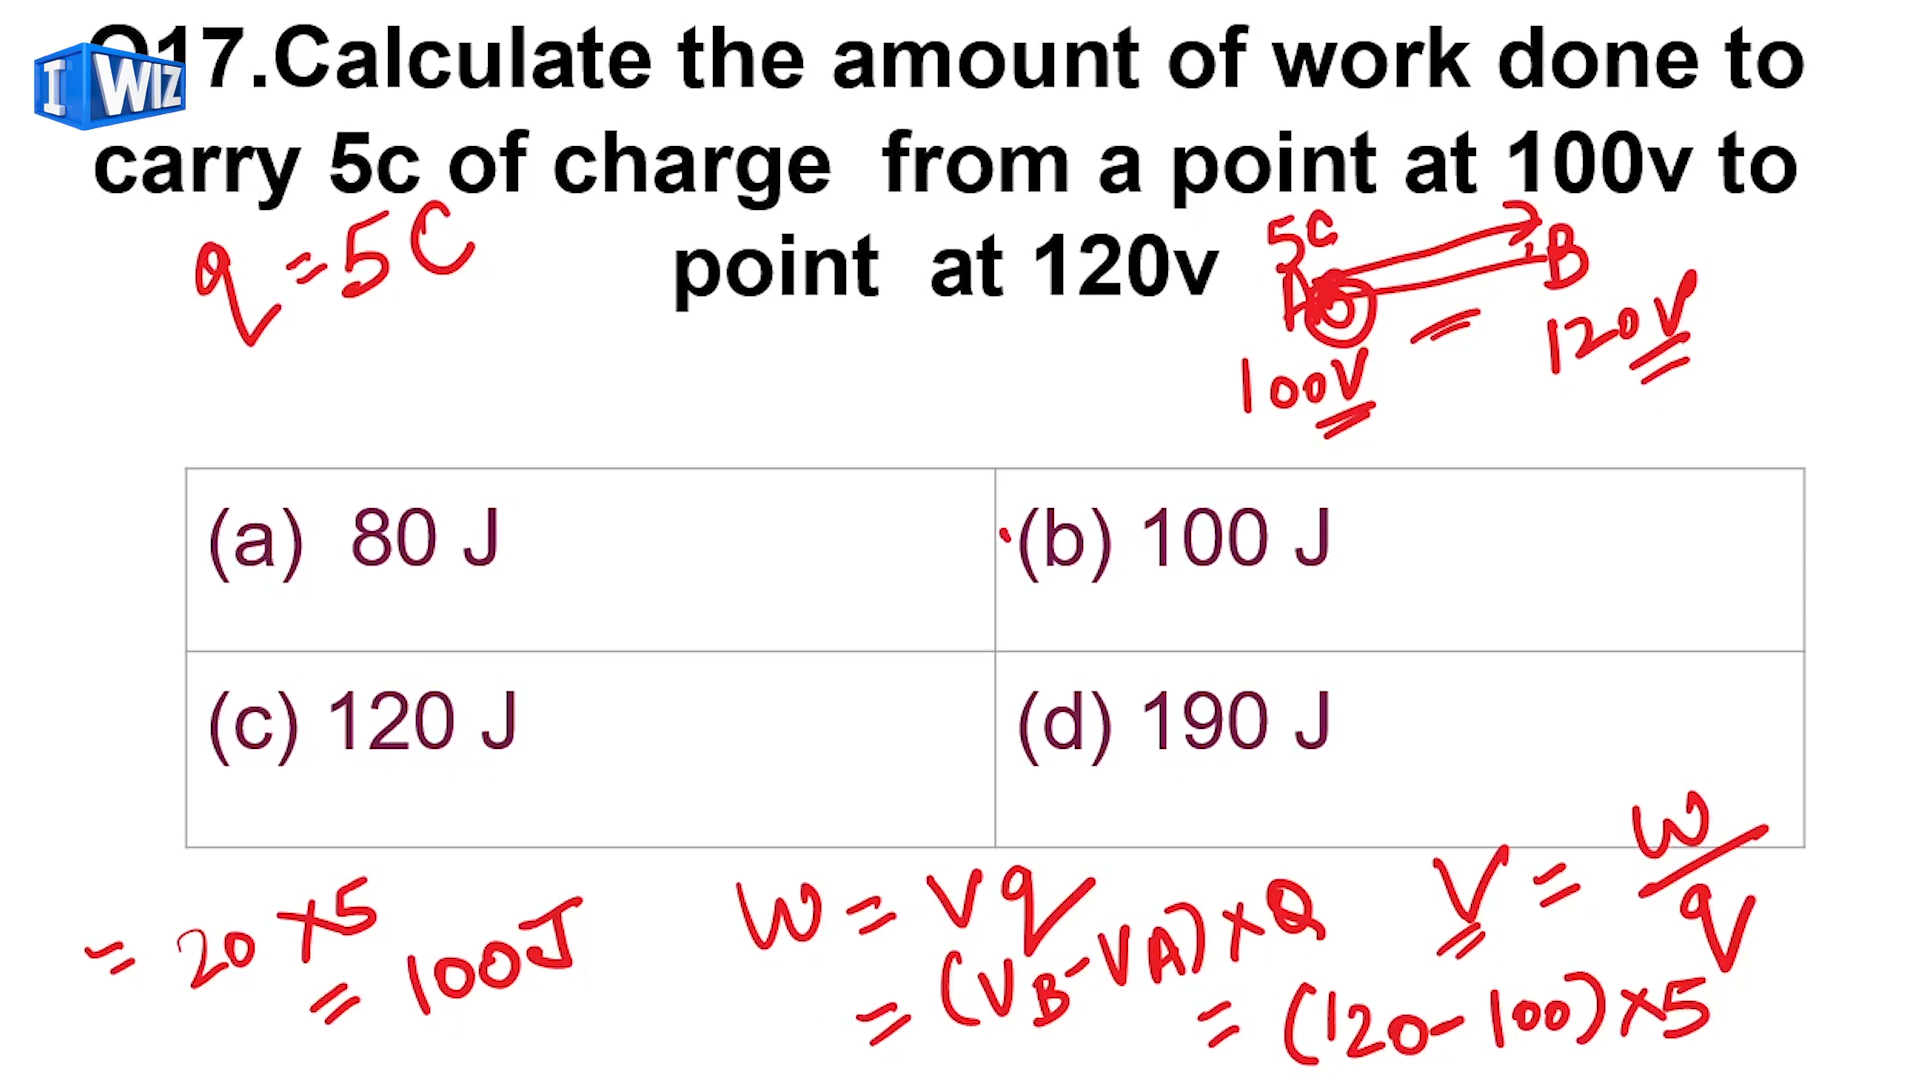 Q17.Calculate the amount of work done to
I WIZ
carry 5c of charge from a point at 100v to
point at 120v
q = 5C
5C
A
B
100V
120V
(a) 80 J
(b) 100 J
(c) 120 J
(d) 190 J
V = W/q
W = Vq
= (VB-VA) × Q
= (120-100) × 5
= 20 × 5
= 100J